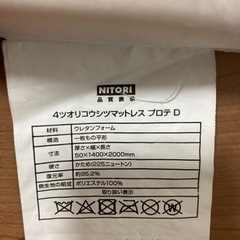 NITORI
品質表示
4ツオリコウシツマットレス プロテ D
材料 ウレタンフォーム
構造 一枚もの平形
寸法 厚さ×幅×長さ
50×1400×2000mm
硬さ かため(225ニュートン)
復元率 約95.2%
側生地の組成 ポリエステル100%
取り扱い表示